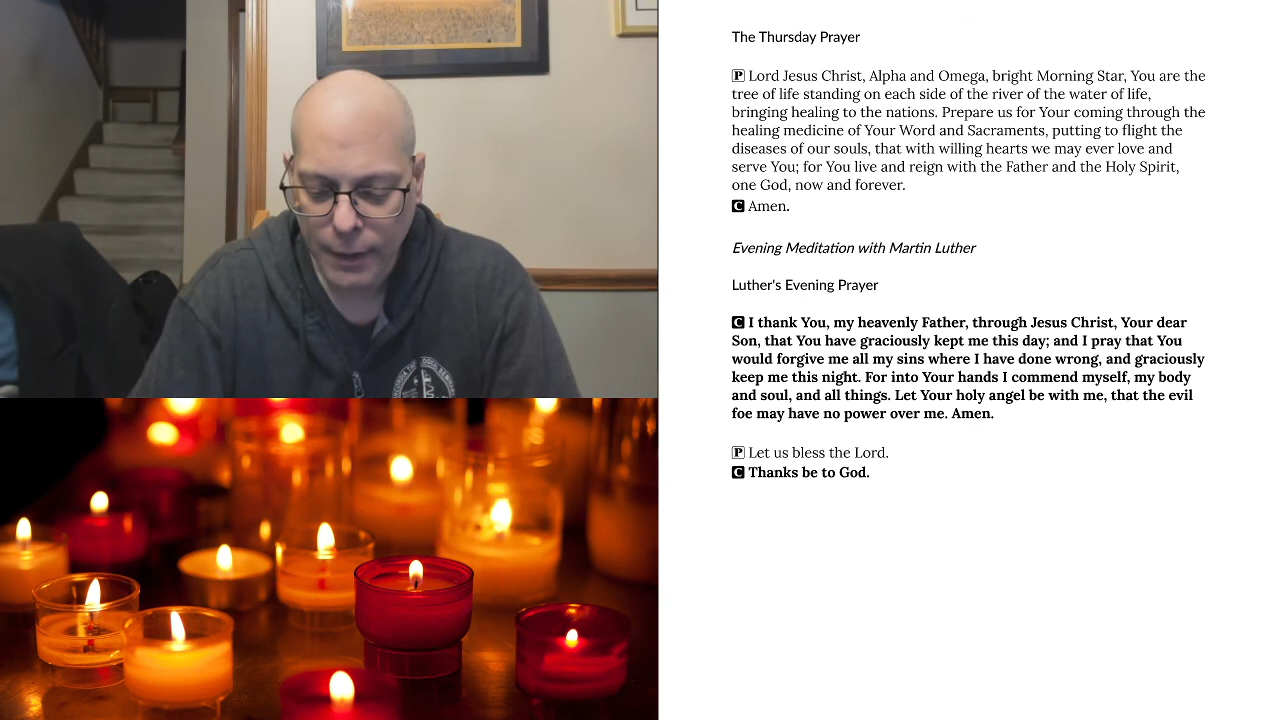 The Thursday Prayer
P Lord Jesus Christ, Alpha and Omega, bright Morning Star, You are the
tree of life standing on each side of the river of the water of life,
bringing healing to the nations. Prepare us for Your coming through the
healing medicine of Your Word and Sacraments, putting to flight the
diseases of our souls, that with willing hearts we may ever love and
serve You; for You live and reign with the Father and the Holy Spirit,
one God, now and forever.
C Amen.
Evening Meditation with Martin Luther
Luther's Evening Prayer
C I thank You, my heavenly Father, through Jesus Christ, Your dear
Son, that You have graciously kept me this day; and I pray that You
would forgive me all my sins where I have done wrong, and graciously
keep me this night. For into Your hands I commend myself, my body
and soul, and all things. Let Your holy angel be with me, that the evil
foe may have no power over me. Amen.
P Let us bless the Lord.
C Thanks be to God.